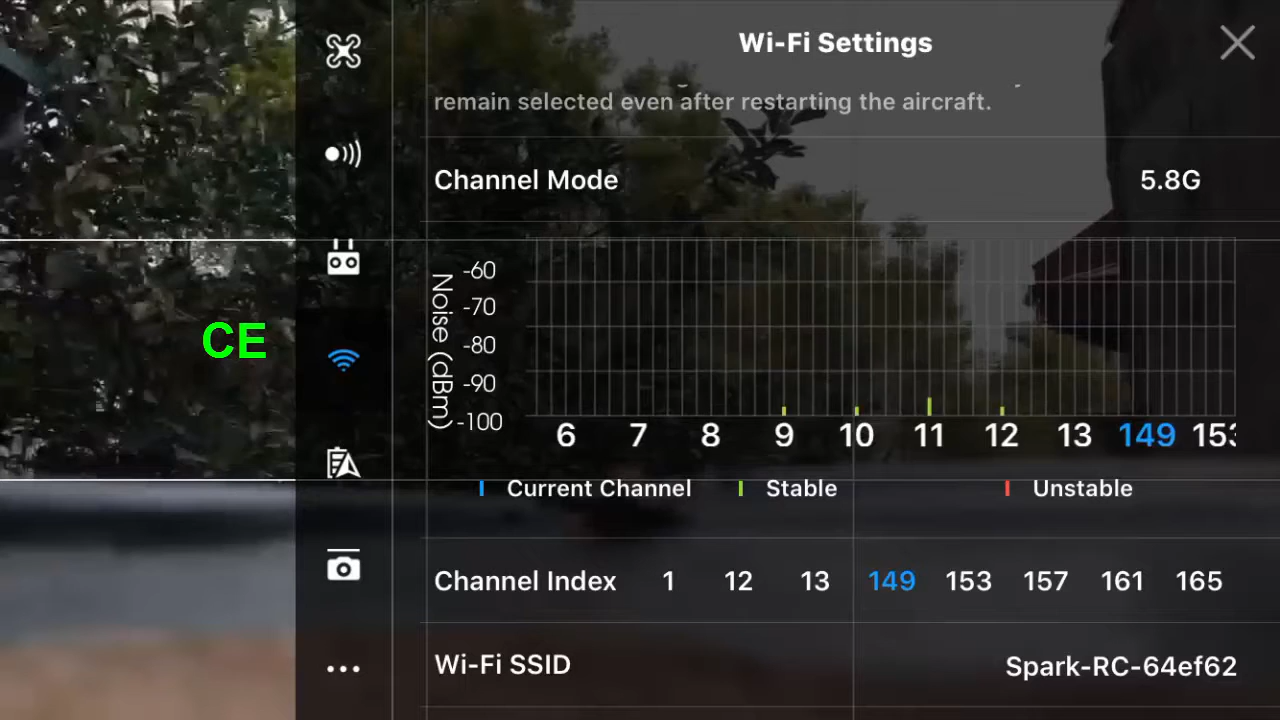 Wi-Fi Settings
remain selected even after restarting the aircraft.
Channel Mode 5.8G
Noise (dBm)
-60
-70
-80
-90
-100
6 7 8 9 10 11 12 13 149
Current Channel Stable Unstable
CE
Channel Index 1 12 13 149 153 157 161 165
Wi-Fi SSID Spark-RC-64ef62